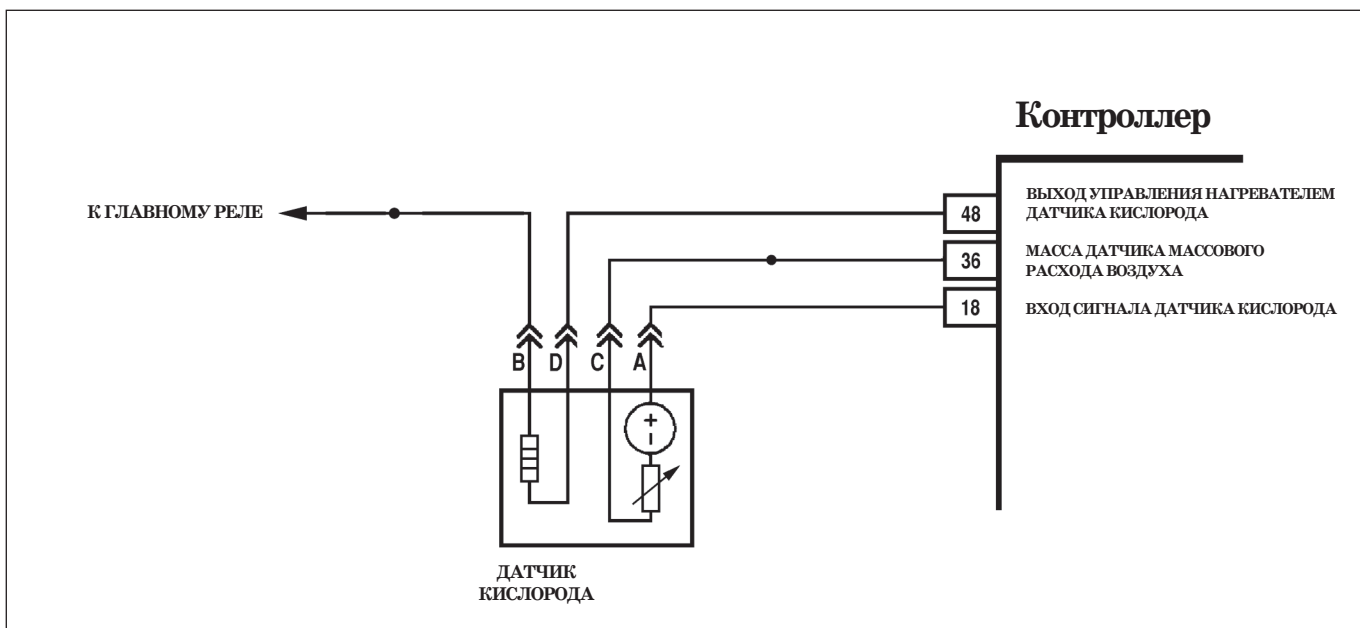 Контроллер
К ГЛАВНОМУ РЕЛЕ
48
ВЫХОД УПРАВЛЕНИЯ НАГРЕВАТЕЛЕМ
ДАТЧИКА КИСЛОРОДА
36
МАССА ДАТЧИКА МАССОВОГО
РАСХОДА ВОЗДУХА
18
ВХОД СИГНАЛА ДАТЧИКА КИСЛОРОДА
B D C A
ДАТЧИК
КИСЛОРОДА